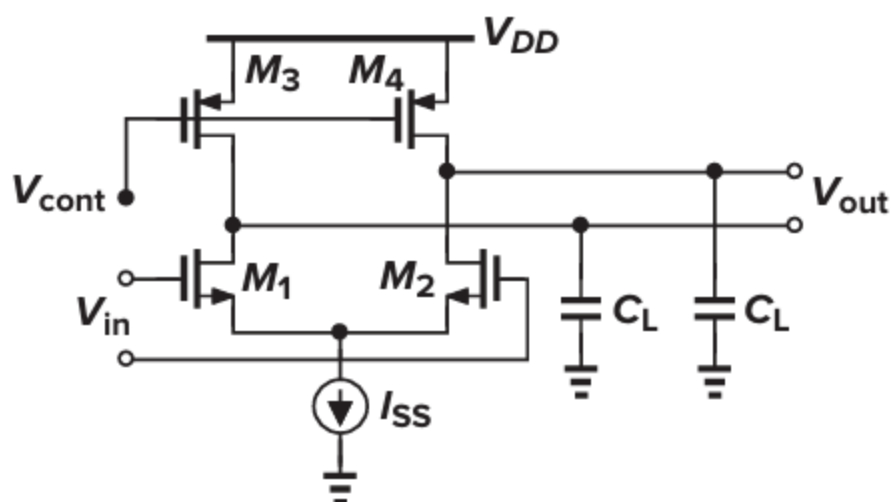 V_DD
M_3 M_4
V_cont
V_out
M_1 M_2
V_in
C_L C_L
I_SS